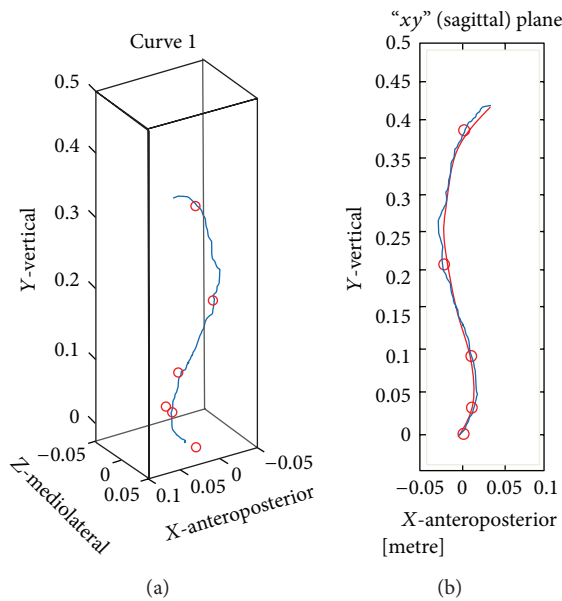 Curve 1
0.5
0.4
0.3
0.2
0.1
0
Y-vertical
−0.05
0
0.05
Z-mediolateral
0.1
0.05
0
−0.05
X-anteroposterior
(a)
“xy” (sagittal) plane
0.5
0.45
0.4
0.35
0.3
0.25
0.2
0.15
0.1
0.05
0
Y-vertical
−0.05
0
0.05
0.1
X-anteroposterior
[metre]
(b)